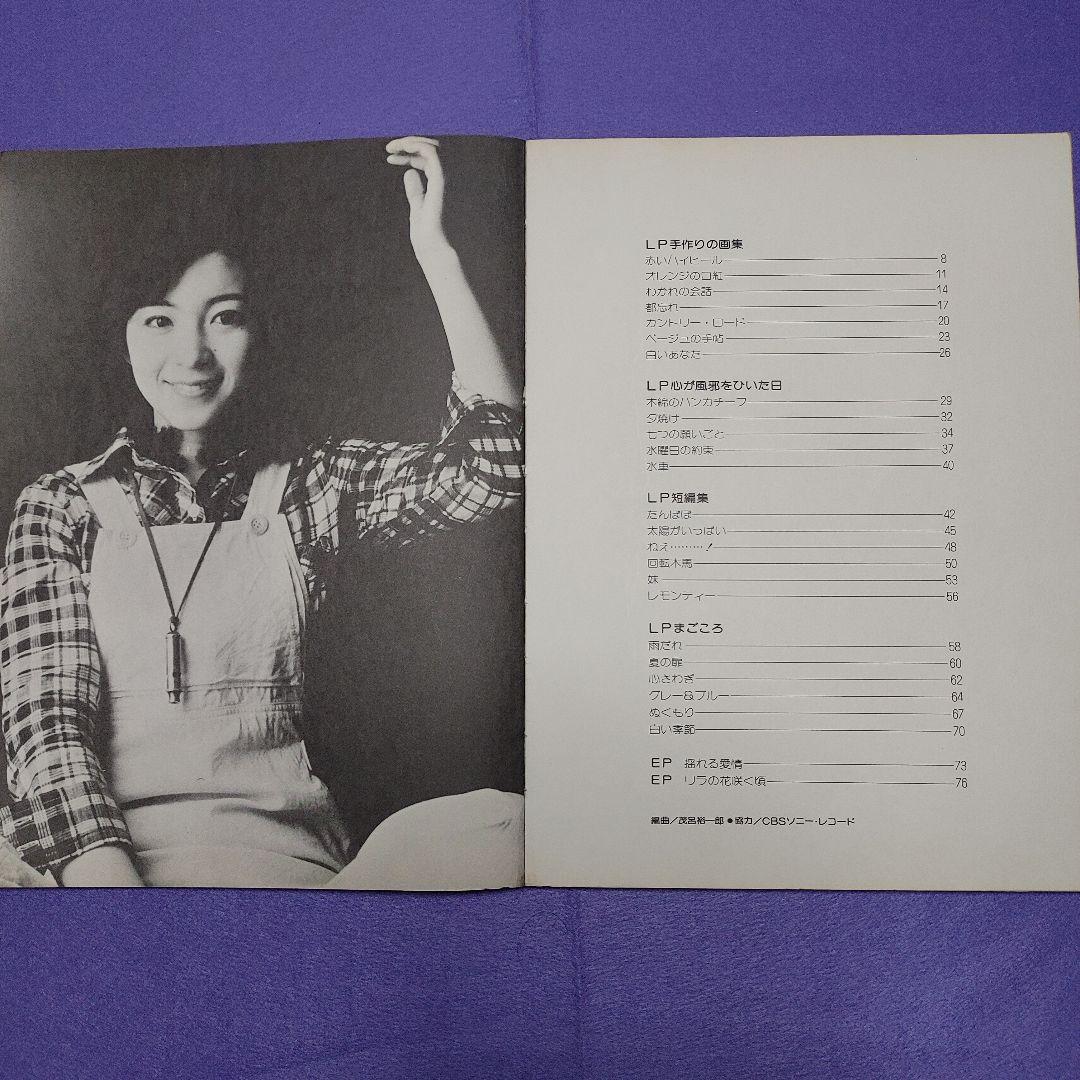 LP手作りの画集
赤いハイヒール 8
オレンジの口紅 11
わかれの会話 14
都忘れ 17
カントリー・ロード 20
ベージュの手帖 23
白いあなた 26
LP心が風邪をひいた日
木綿のハンカチーフ 29
夕焼け 32
七つの願いごと 34
水曜日の約束 37
水車 40
LP短編集
たんぽぽ 42
太陽がいっぱい 45
ねえ………! 48
回転木馬 50
妹 53
レモンティー 56
LPまごころ
雨だれ 58
夏の扉 60
心さわぎ 62
グレー&ブルー 64
ぬくもり 67
白い季節 70
EP 揺れる愛情 73
EP リラの花咲く頃 76
編曲/茂呂裕一郎●協力/CBSソニー・レコード